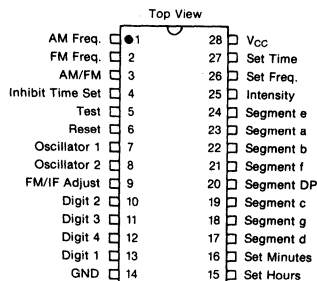 Top View
AM Freq. 1 28 VCC
FM Freq. 2 27 Set Time
AM/FM 3 26 Set Freq.
Inhibit Time Set 4 25 Intensity
Test 5 24 Segment e
Reset 6 23 Segment a
Oscillator 1 7 22 Segment b
Oscillator 2 8 21 Segment f
FM/IF Adjust 9 20 Segment DP
Digit 2 10 19 Segment c
Digit 3 11 18 Segment g
Digit 4 12 17 Segment d
Digit 1 13 16 Set Minutes
GND 14 15 Set Hours